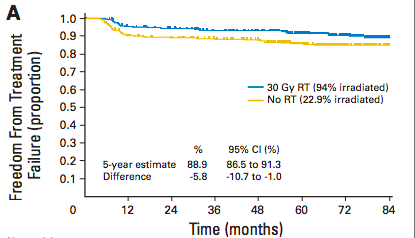 A
Freedom From Treatment
Failure (proportion)
1.0
0.9
0.8
0.7
0.6
0.5
0.4
0.3
0.2
0.1
30 Gy RT (94% irradiated)
No RT (22.9% irradiated)
% 95% CI (%)
5-year estimate 88.9 86.5 to 91.3
Difference -5.8 -10.7 to -1.0
0 12 24 36 48 60 72 84
Time (months)